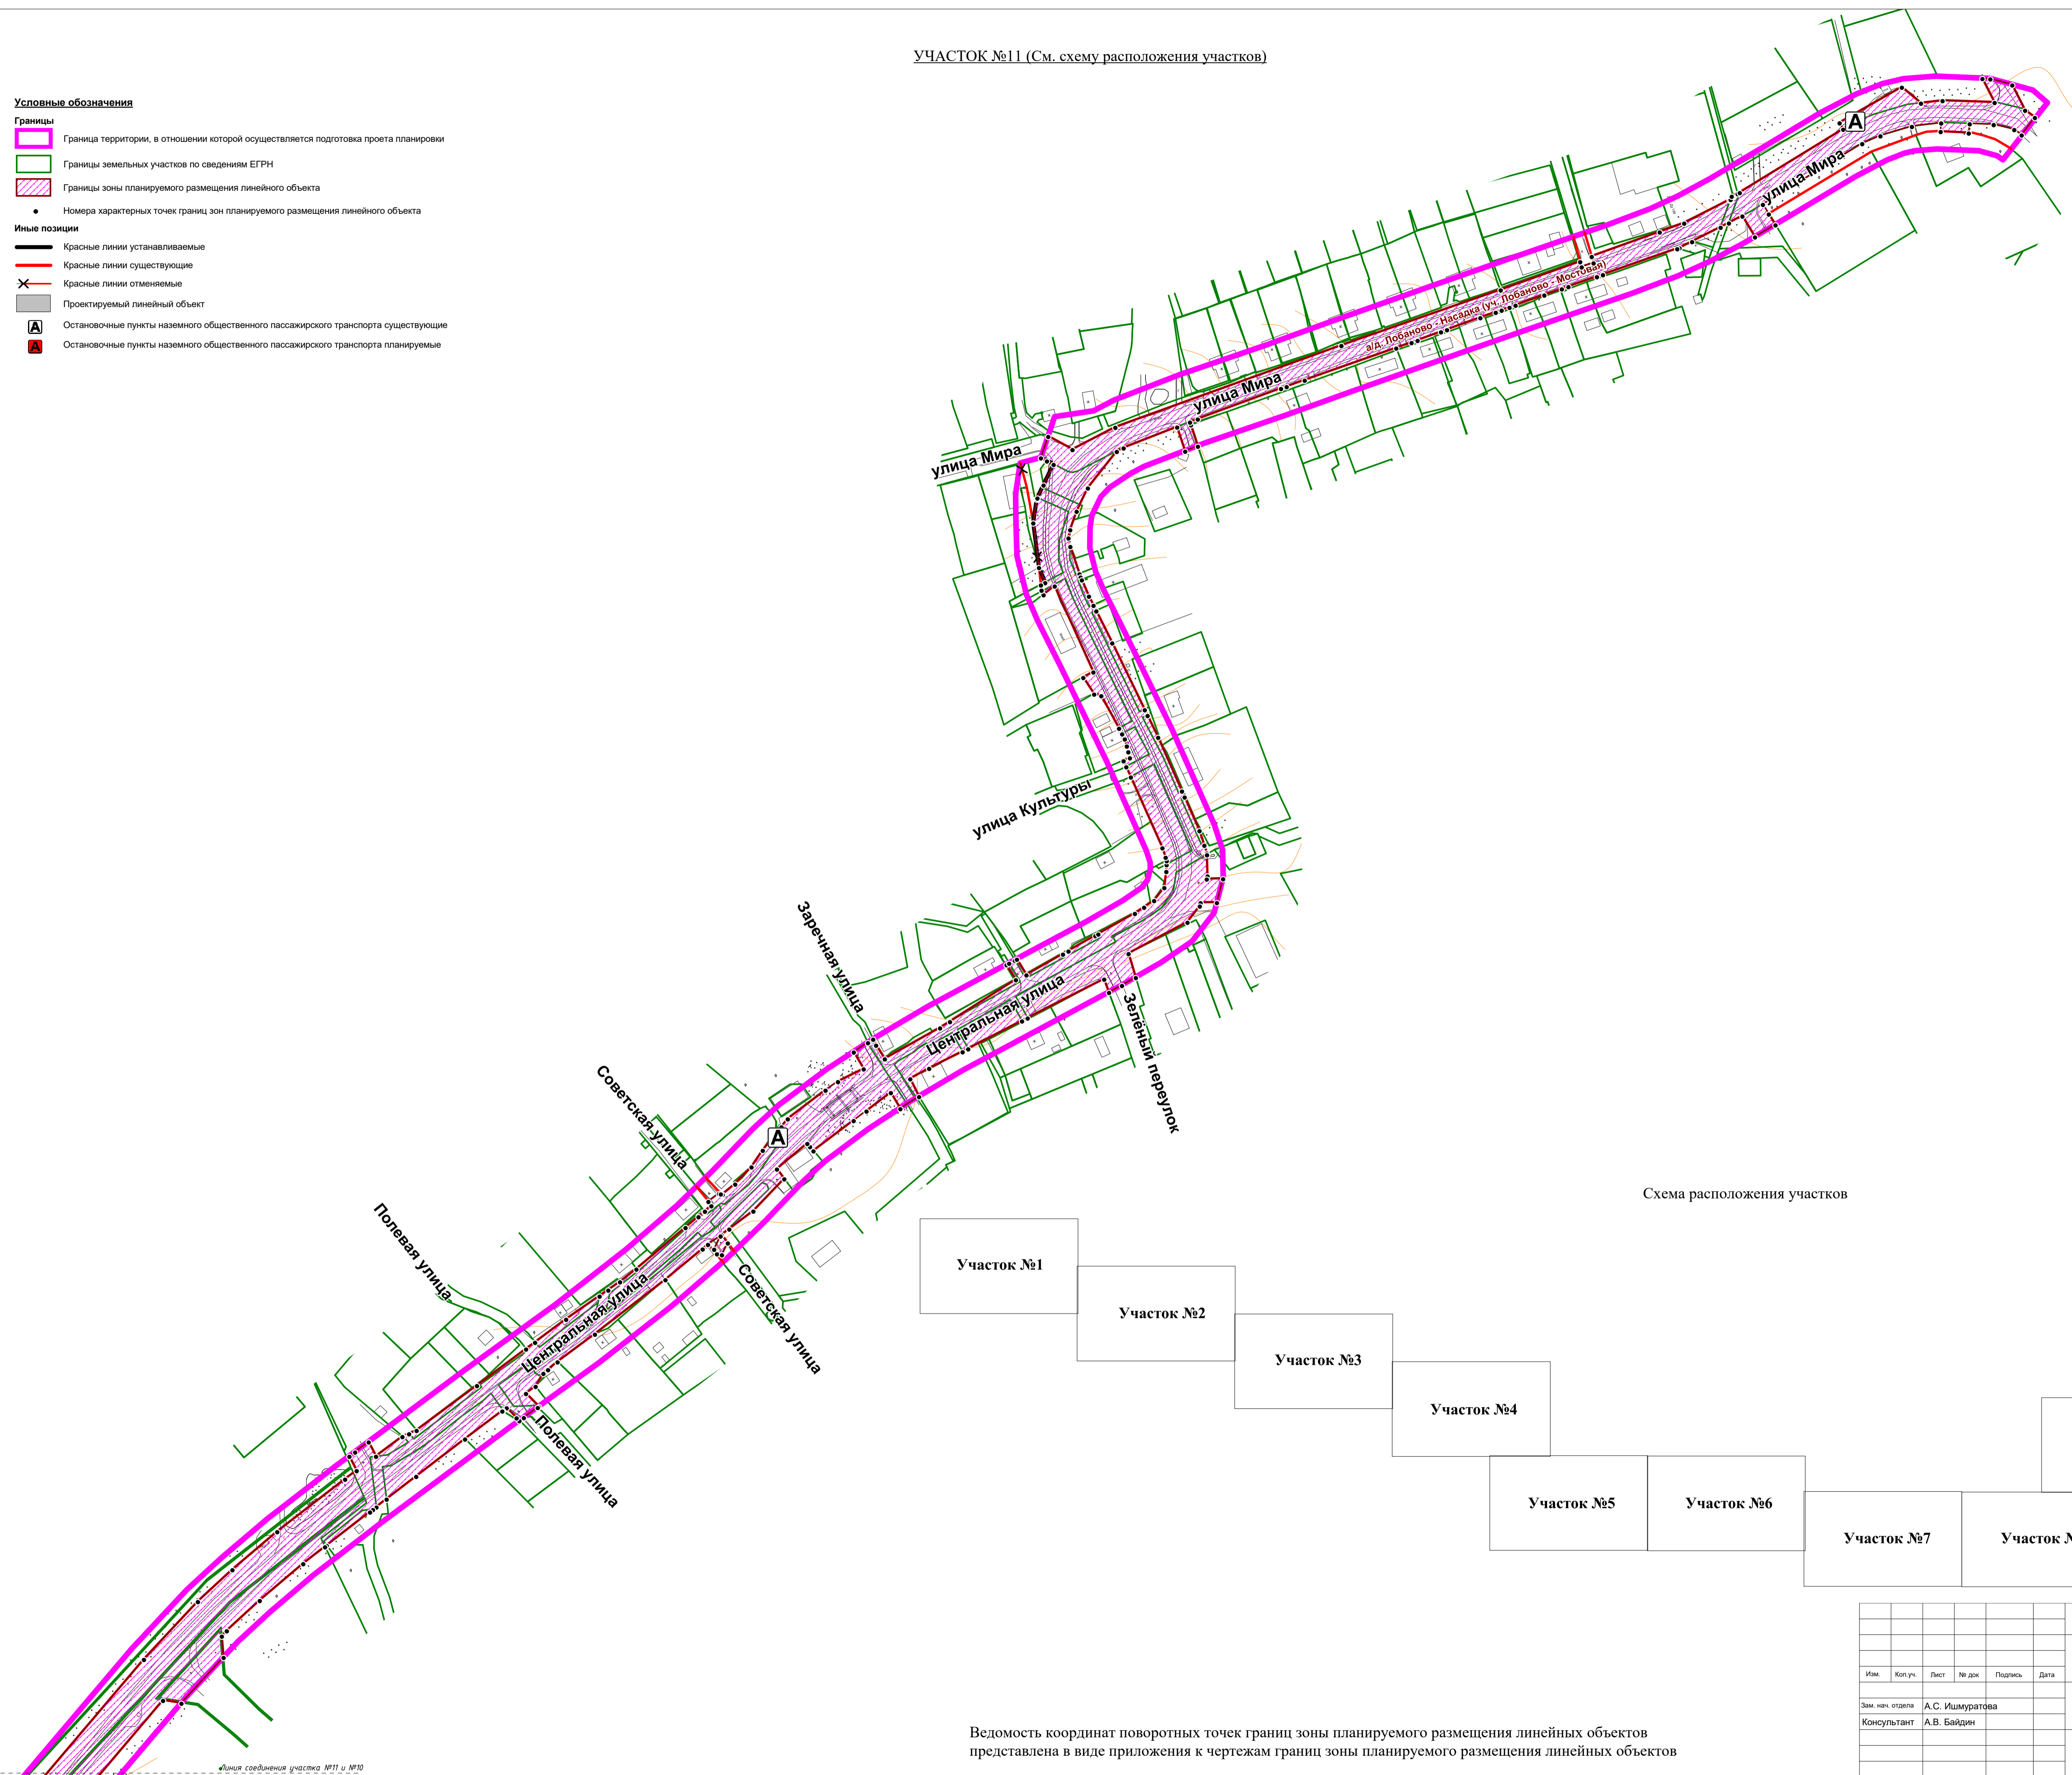 УЧАСТОК №11 (См. схему расположения участков)
Условные обозначения
Границы
Граница территории, в отношении которой осуществляется подготовка проета планировки
Границы земельных участков по сведениям ЕГРН
Границы зоны планируемого размещения линейного объекта
Номера характерных точек границ зон планируемого размещения линейного объекта
Иные позиции
Красные линии устанавливаемые
Красные линии существующие
Красные линии отменяемые
Проектируемый линейный объект
A Остановочные пункты наземного общественного пассажирского транспорта существующие
A Остановочные пункты наземного общественного пассажирского транспорта планируемые
A
улица Мира
а/д. Лобаново - Насадка (уч. Лобаново - Мостовая)
улица Мира
улица Мира
улица Культуры
Заречная улица
Центральная улица
Зелёный переулок
Советская улица
A
Полевая улица
Советская улица
Центральная улица
Полевая улица
Схема расположения участков
Участок №1
Участок №2
Участок №3
Участок №4
Участок №5
Участок №6
Участок №7
Участок
Изм. Кол.уч. Лист № док Подпись Дата
Зам. нач. отдела А.С. Ишмуратова
Консультант А.В. Байдин
Ведомость координат поворотных точек границ зоны планируемого размещения линейных объектов
представлена в виде приложения к чертежам границ зоны планируемого размещения линейных объектов
Линия соединения участка №11 и №10